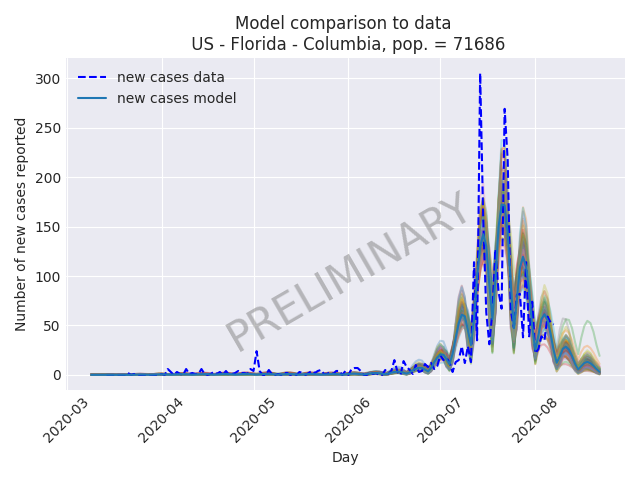 Model comparison to data
US - Florida - Columbia, pop. = 71686
new cases data
new cases model
Number of new cases reported
300
250
200
150
100
50
0
PRELIMINARY
2020-03
2020-04
2020-05
2020-06
2020-07
2020-08
Day